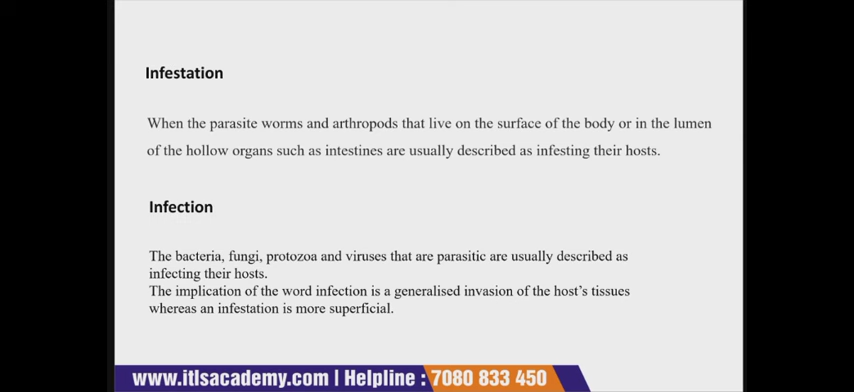 Infestation
When the parasite worms and arthropods that live on the surface of the body or in the lumen
of the hollow organs such as intestines are usually described as infesting their hosts.
Infection
The bacteria, fungi, protozoa and viruses that are parasitic are usually described as
infecting their hosts.
The implication of the word infection is a generalised invasion of the host's tissues
whereas an infestation is more superficial.
www.itlsacademy.com | Helpline : 7080 833 450